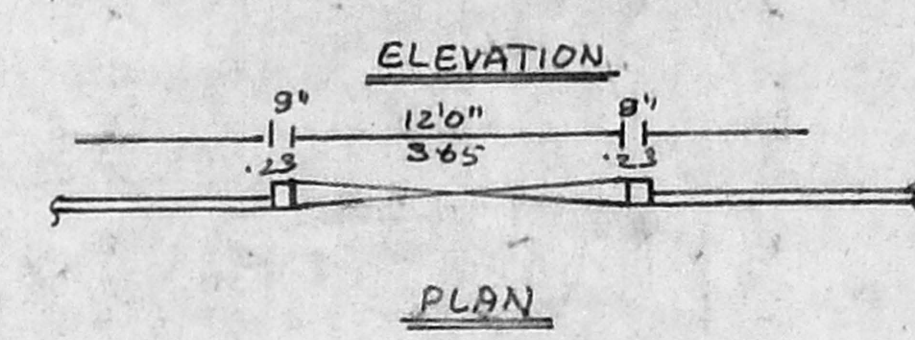 ELEVATION
9" 12'0" 9"
.23 3.65 .23
PLAN